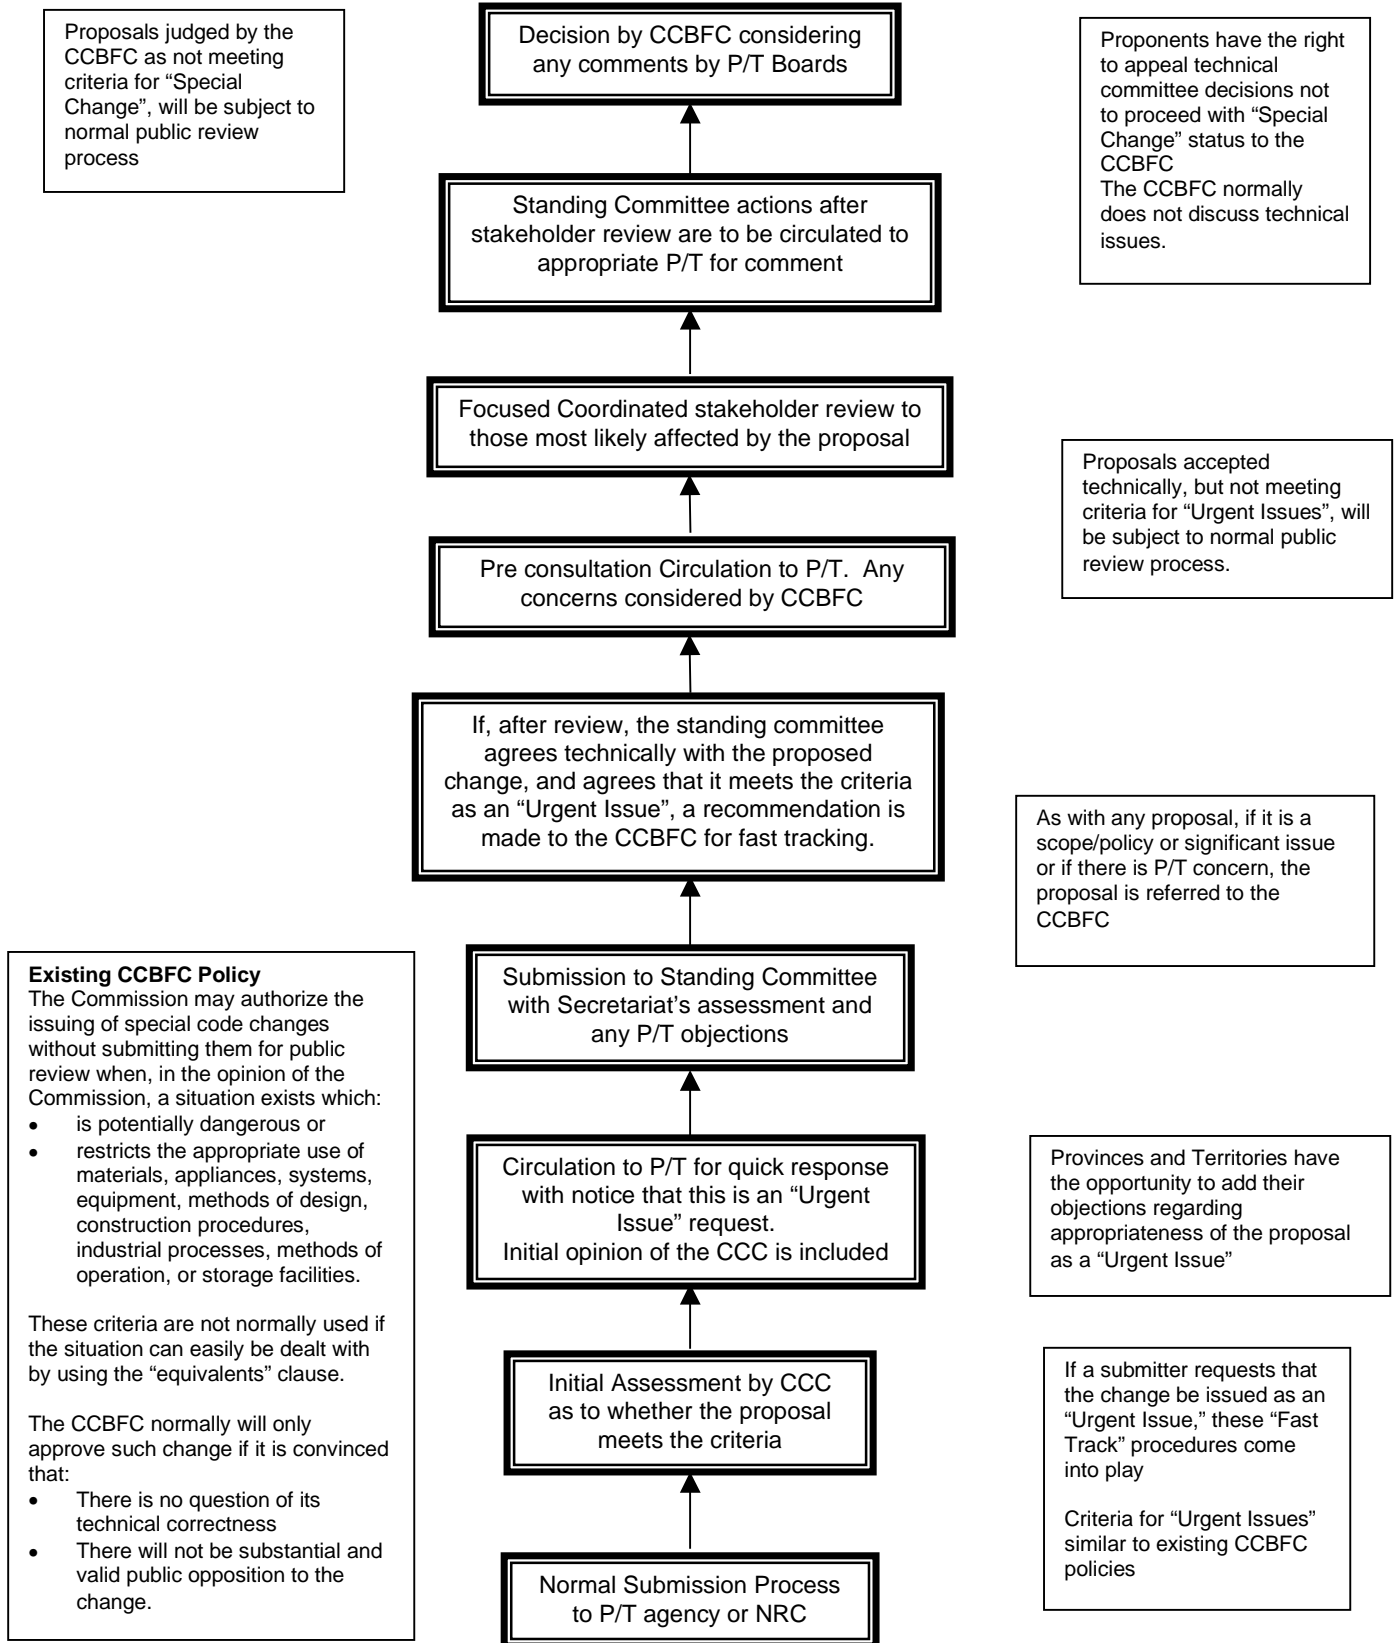 Proposals judged by the
CCBFC as not meeting
criteria for “Special
Change”, will be subject to
normal public review
process
Decision by CCBFC considering
any comments by P/T Boards
Proponents have the right
to appeal technical
committee decisions not
to proceed with “Special
Change” status to the
CCBFC
The CCBFC normally
does not discuss technical
issues.
Standing Committee actions after
stakeholder review are to be circulated to
appropriate P/T for comment
Focused Coordinated stakeholder review to
those most likely affected by the proposal
Proposals accepted
technically, but not meeting
criteria for “Urgent Issues”, will
be subject to normal public
review process.
Pre consultation Circulation to P/T.  Any
concerns considered by CCBFC
If, after review, the standing committee
agrees technically with the proposed
change, and agrees that it meets the criteria
as an “Urgent Issue”, a recommendation is
made to the CCBFC for fast tracking.
As with any proposal, if it is a
scope/policy or significant issue
or if there is P/T concern, the
proposal is referred to the
CCBFC
Existing CCBFC Policy
The Commission may authorize the
issuing of special code changes
without submitting them for public
review when, in the opinion of the
Commission, a situation exists which:
• is potentially dangerous or
• restricts the appropriate use of
materials, appliances, systems,
equipment, methods of design,
construction procedures,
industrial processes, methods of
operation, or storage facilities.
These criteria are not normally used if
the situation can easily be dealt with
by using the “equivalents” clause.
The CCBFC normally will only
approve such change if it is convinced
that:
• There is no question of its
technical correctness
• There will not be substantial and
valid public opposition to the
change.
Submission to Standing Committee
with Secretariat’s assessment and
any P/T objections
Circulation to P/T for quick response
with notice that this is an “Urgent
Issue” request.
Initial opinion of the CCC is included
Provinces and Territories have
the opportunity to add their
objections regarding
appropriateness of the proposal
as a “Urgent Issue”
Initial Assessment by CCC
as to whether the proposal
meets the criteria
If a submitter requests that
the change be issued as an
“Urgent Issue,” these “Fast
Track” procedures come
into play
Criteria for “Urgent Issues”
similar to existing CCBFC
policies
Normal Submission Process
to P/T agency or NRC